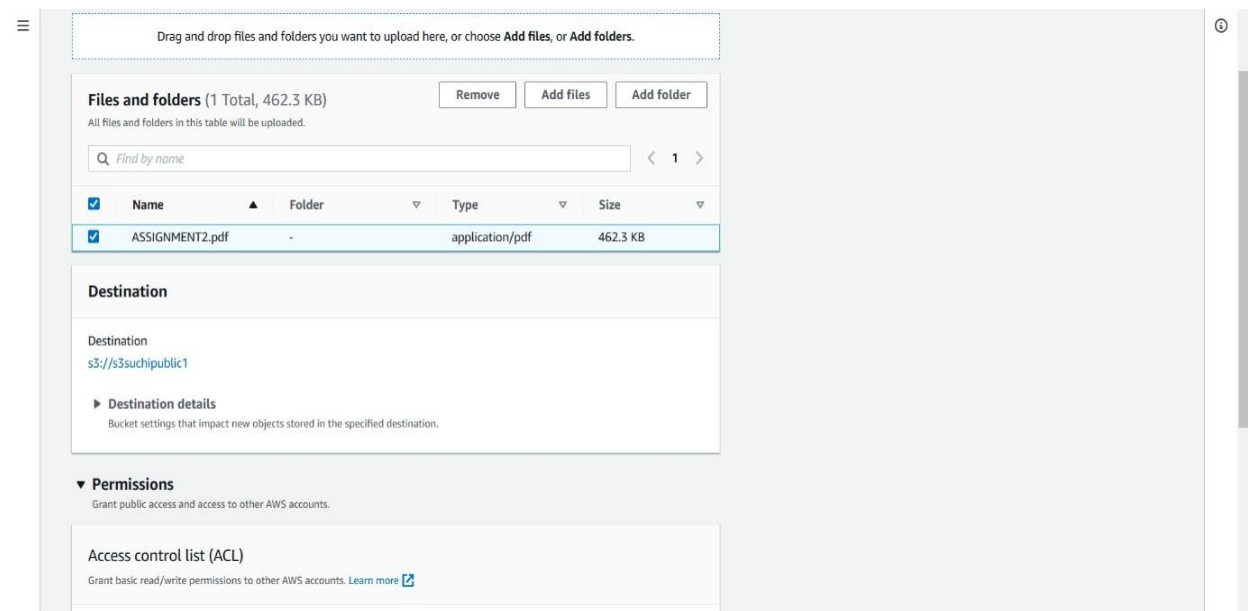 Drag and drop files and folders you want to upload here, or choose Add files, or Add folders.
Files and folders (1 Total, 462.3 KB)
Remove
Add files
Add folder
All files and folders in this table will be uploaded.
Find by name
1
Name Folder Type Size
ASSIGNMENT2.pdf - application/pdf 462.3 KB
Destination
Destination
s3://s3suchipublic1
Destination details
Bucket settings that impact new objects stored in the specified destination.
Permissions
Grant public access and access to other AWS accounts.
Access control list (ACL)
Grant basic read/write permissions to other AWS accounts. Learn more